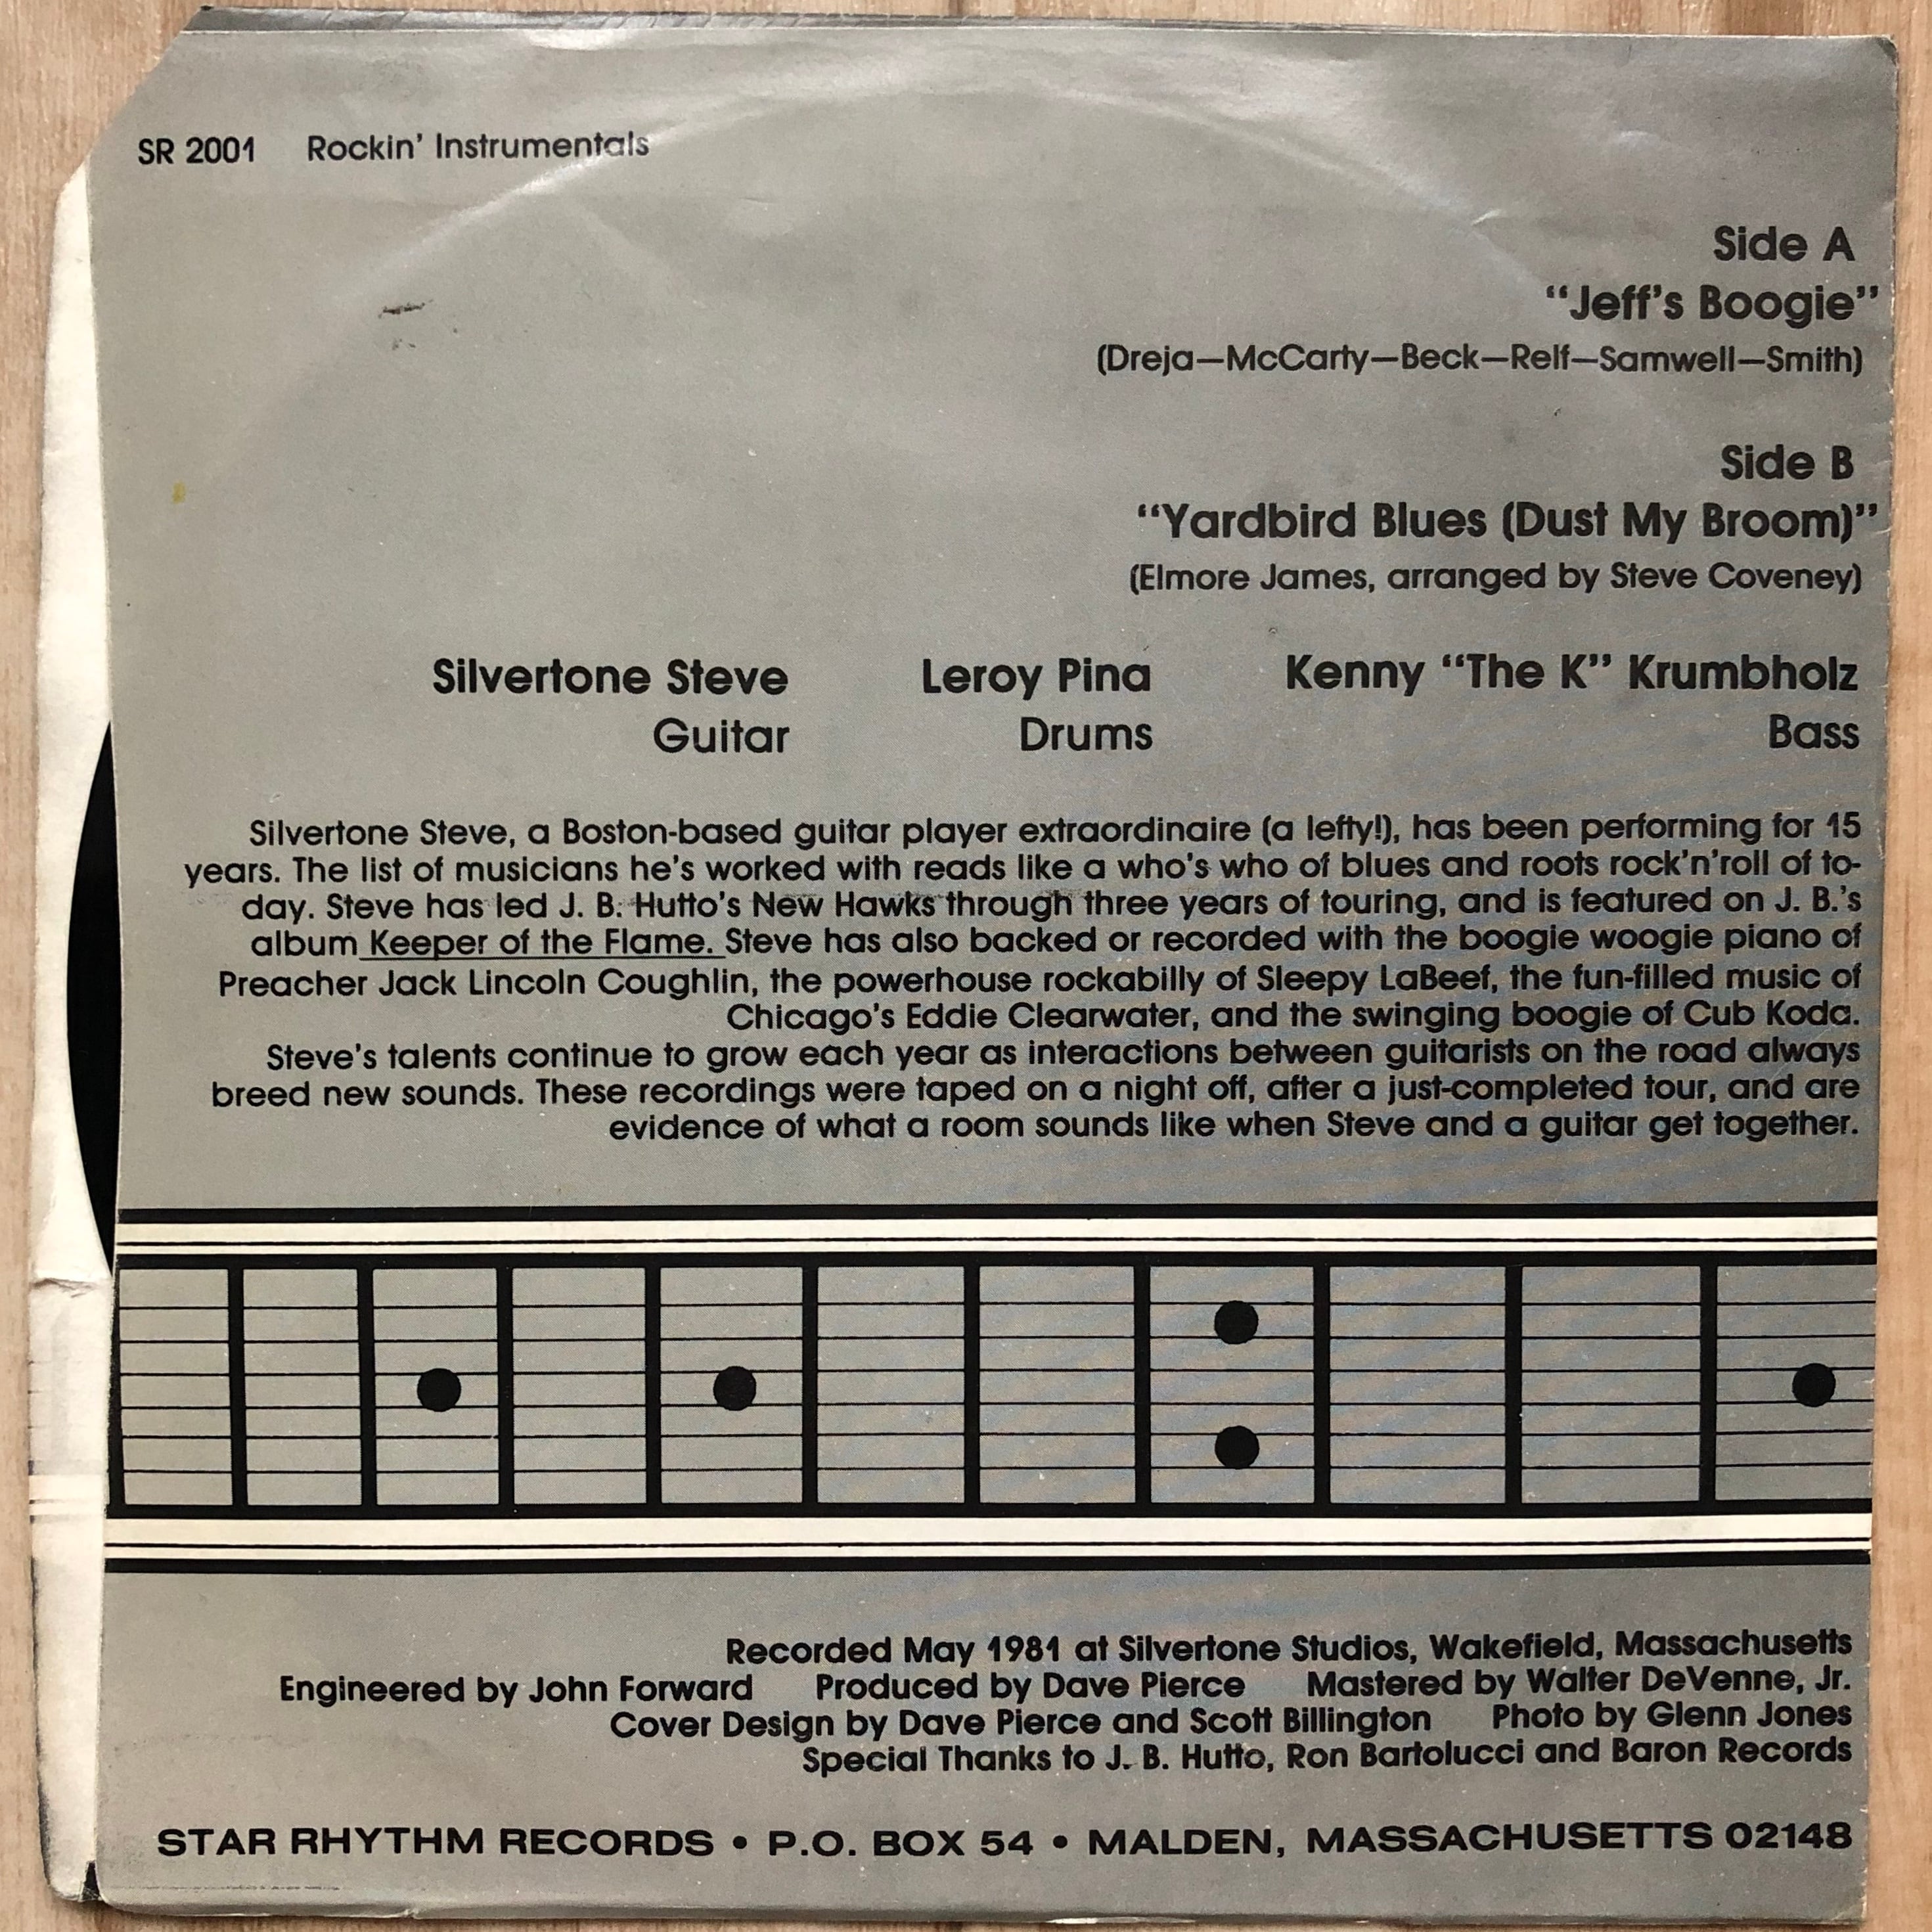 SR 2001 Rockin' Instrumentals
Side A
“Jeff's Boogie”
(Dreja—McCarty—Beck—Relf—Samwell—Smith)
Side B
“Yardbird Blues (Dust My Broom)”
(Elmore James, arranged by Steve Coveney)
Silvertone Steve Leroy Pina Kenny “The K” Krumbholz
Guitar Drums Bass
Silvertone Steve, a Boston-based guitar player extraordinaire (a lefty!), has been performing for 15
years. The list of musicians he's worked with reads like a who's who of blues and roots rock'n'roll of to-
day. Steve has led J. B. Hutto's New Hawks through three years of touring, and is featured on J. B.'s
album Keeper of the Flame. Steve has also backed or recorded with the boogie woogie piano of
Preacher Jack Lincoln Coughlin, the powerhouse rockabilly of Sleepy LaBeef, the fun-filled music of
Chicago's Eddie Clearwater, and the swinging boogie of Cub Koda.
Steve's talents continue to grow each year as interactions between guitarists on the road always
breed new sounds. These recordings were taped on a night off, after a just-completed tour, and are
evidence of what a room sounds like when Steve and a guitar get together.
Recorded May 1981 at Silvertone Studios, Wakefield, Massachusetts
Engineered by John Forward Produced by Dave Pierce Mastered by Walter DeVenne, Jr.
Cover Design by Dave Pierce and Scott Billington Photo by Glenn Jones
Special Thanks to J. B. Hutto, Ron Bartolucci and Baron Records
STAR RHYTHM RECORDS • P.O. BOX 54 • MALDEN, MASSACHUSETTS 02148